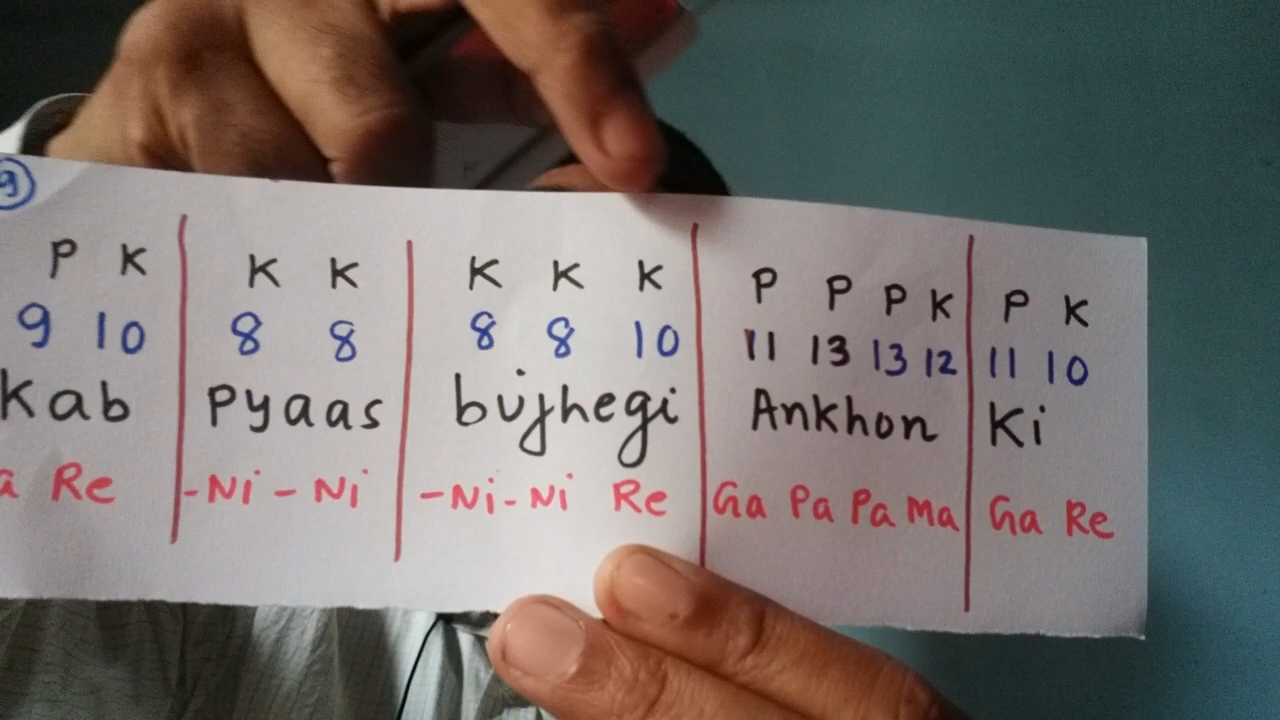 9
P K K K K K K P P P K P K
9 10 8 8 8 8 10 11 13 13 12 11 10
Kab pyaas bujhegi Ankhon Ki
Re -Ni - Ni -Ni - Ni Re Ga Pa Pa Ma Ga Re